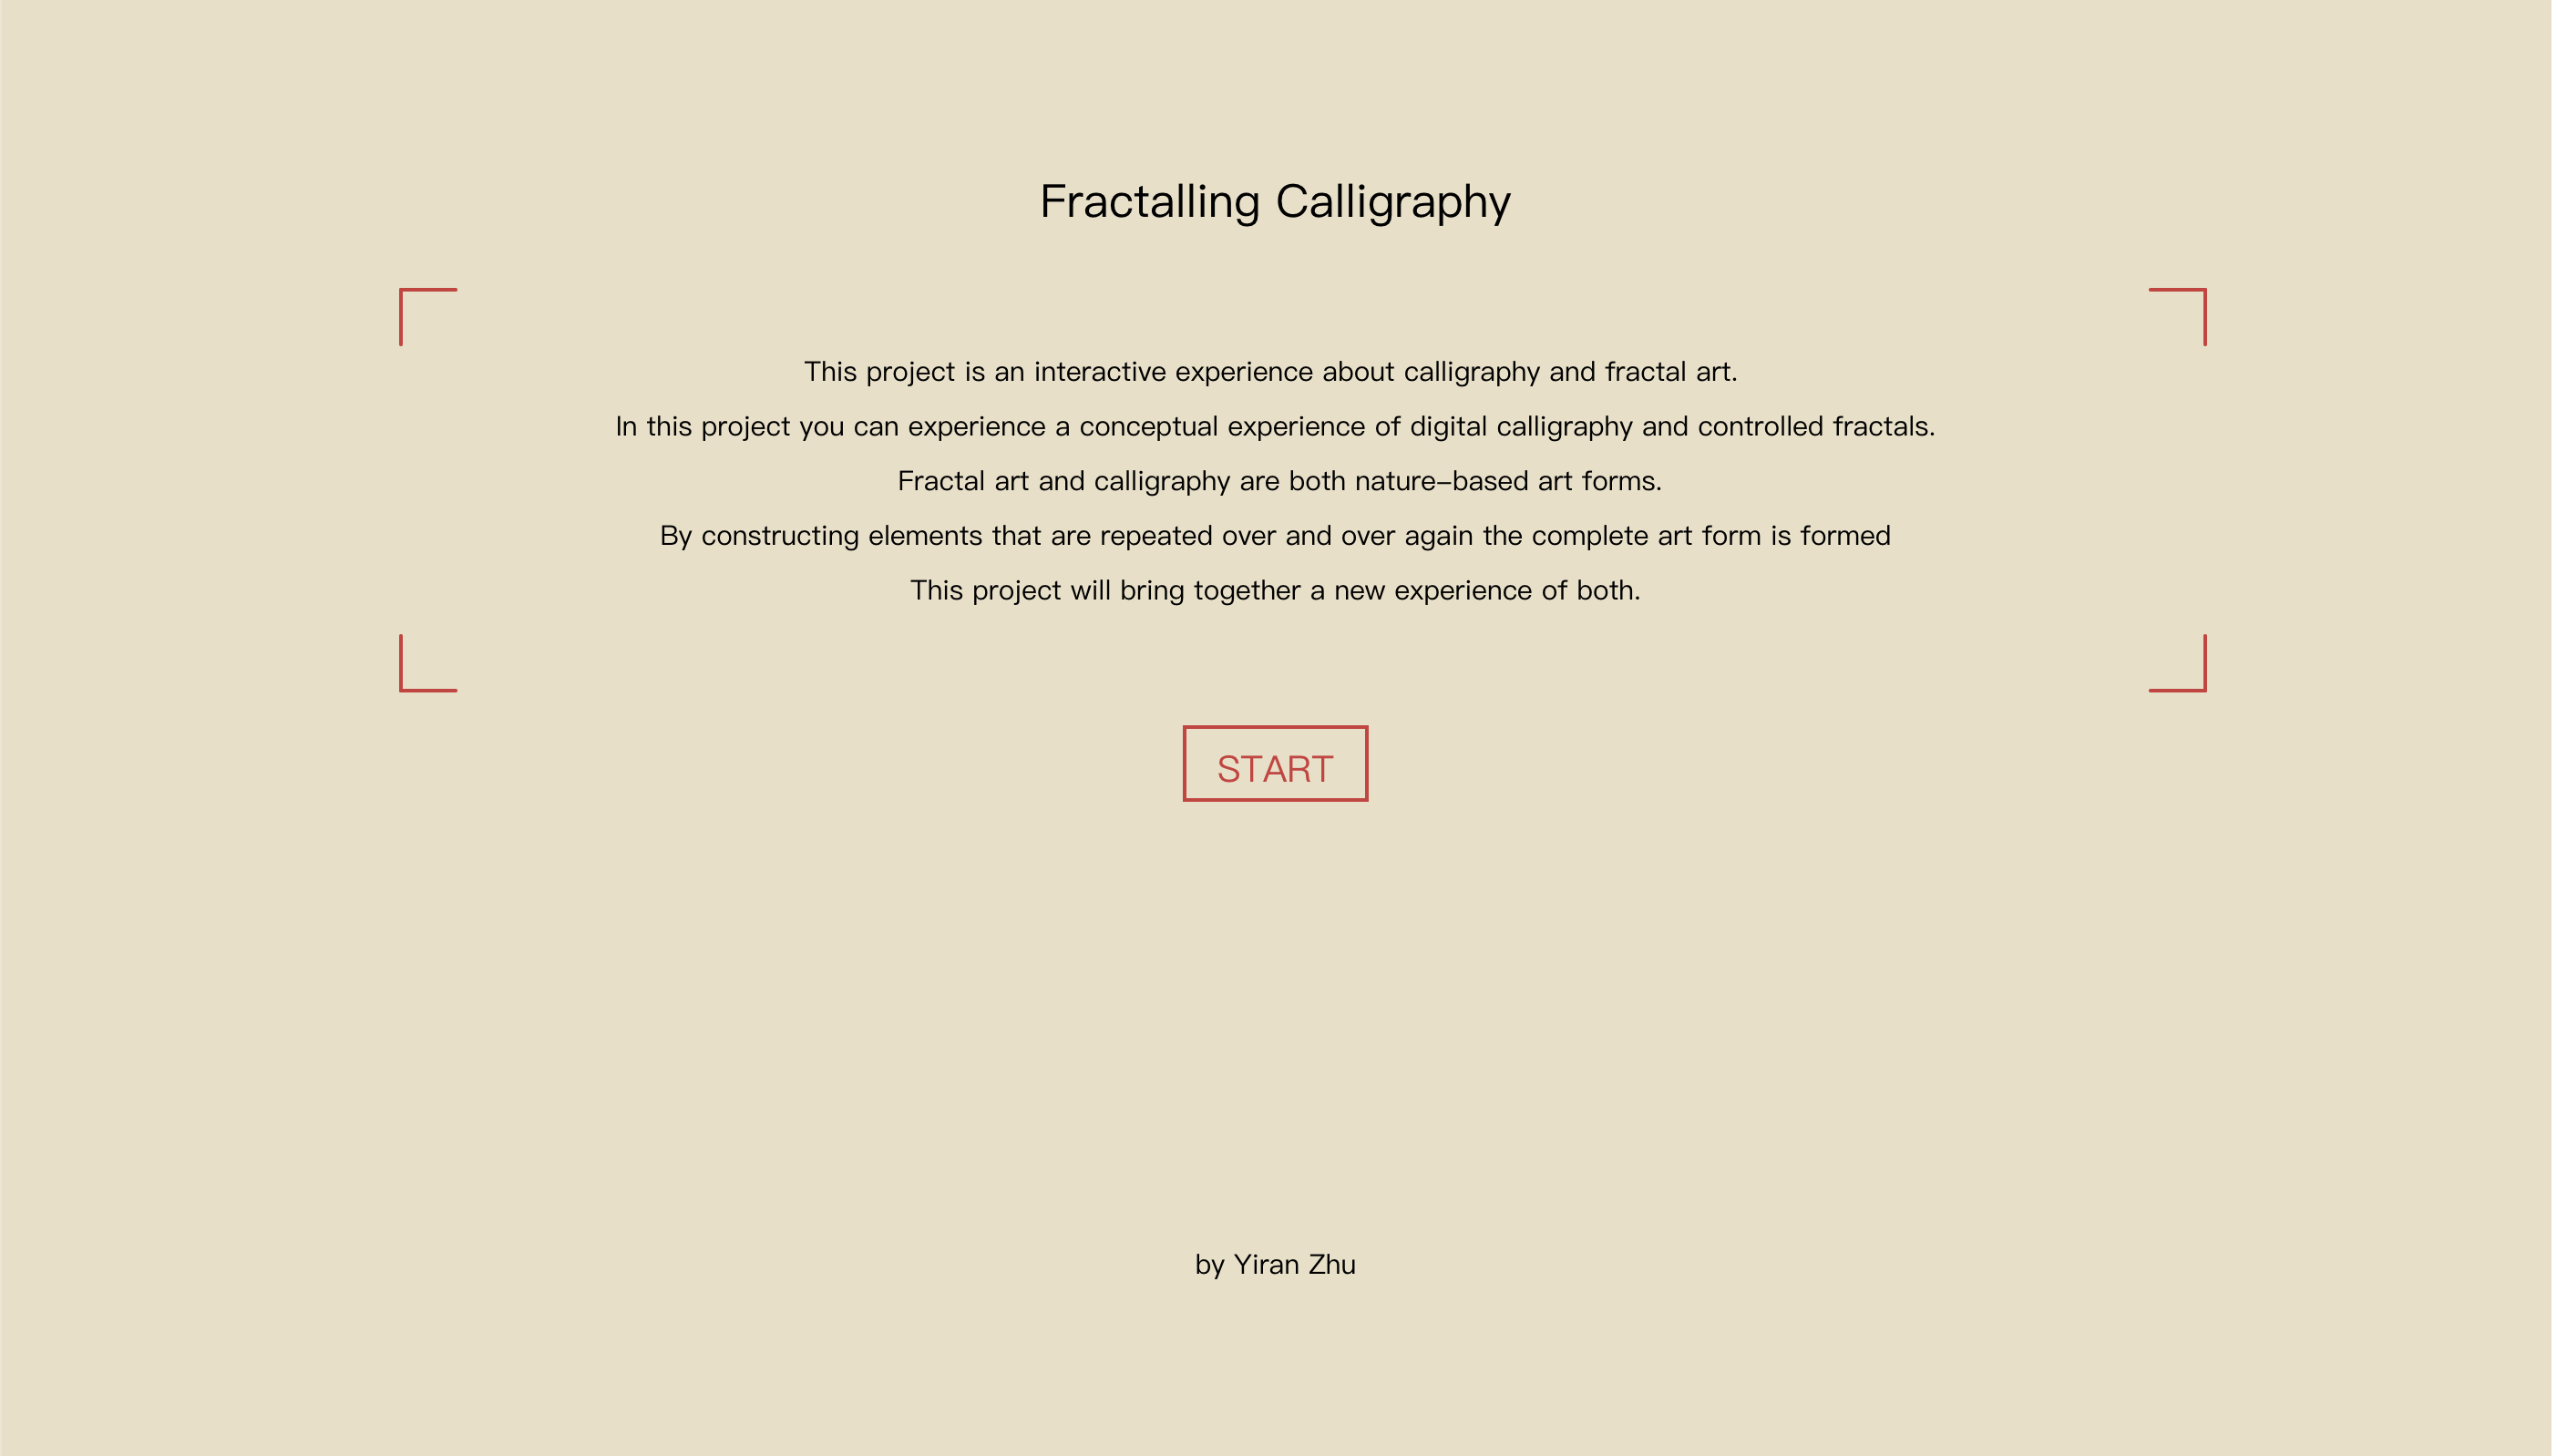 Fractalling Calligraphy
This project is an interactive experience about calligraphy and fractal art.
In this project you can experience a conceptual experience of digital calligraphy and controlled fractals.
Fractal art and calligraphy are both nature–based art forms.
By constructing elements that are repeated over and over again the complete art form is formed
This project will bring together a new experience of both.
START
by Yiran Zhu